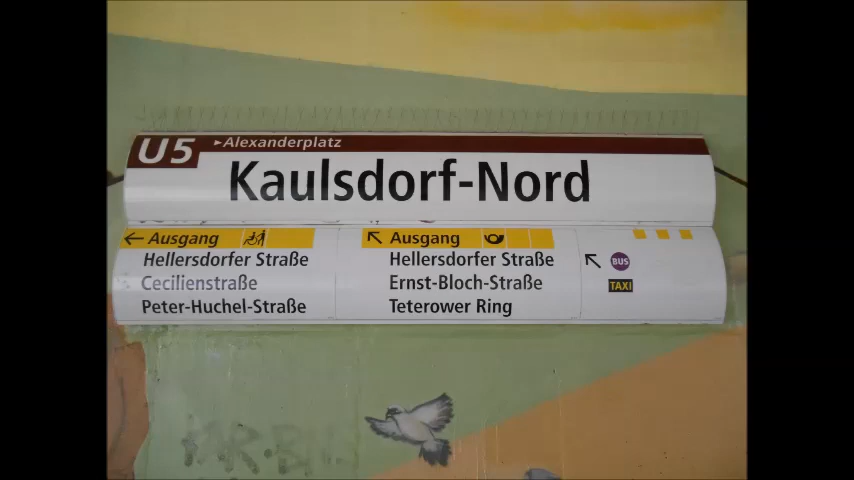 U5 ▸Alexanderplatz
Kaulsdorf-Nord
← Ausgang
Hellersdorfer Straße
Cecilienstraße
Peter-Huchel-Straße
↖ Ausgang
Hellersdorfer Straße
Ernst-Bloch-Straße
Teterower Ring
↖ BUS
TAXI